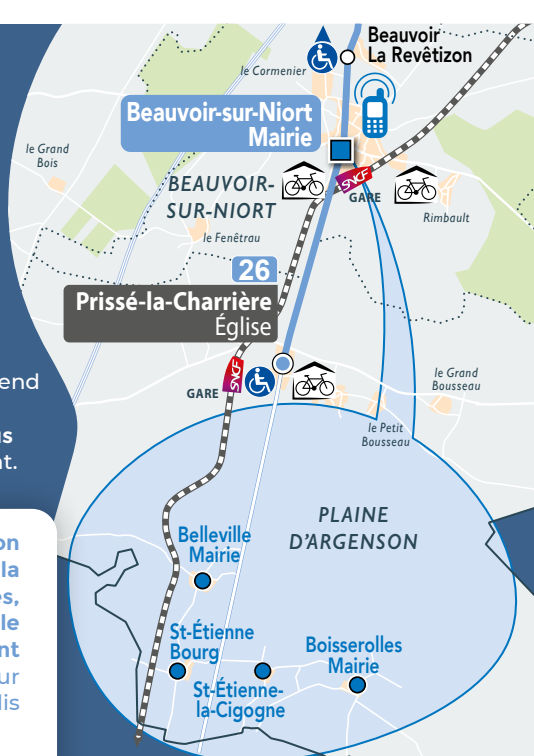 Beauvoir
La Revêtizon
le Cormenier
Beauvoir-sur-Niort
Mairie
le Grand
Bois
BEAUVOIR-
SUR-NIORT
SNCF
GARE
Rimbault
le Fenêtrau
26
Prissé-la-Charrière
Église
SNCF
GARE
le Grand
Bousseau
le Petit
Bousseau
end
us
nt.
PLAINE
D'ARGENSON
Belleville
Mairie
St-Étienne
Bourg
St-Étienne-
la-Cigogne
Boisserolles
Mairie
on
la
es,
le
nt
ur
dis